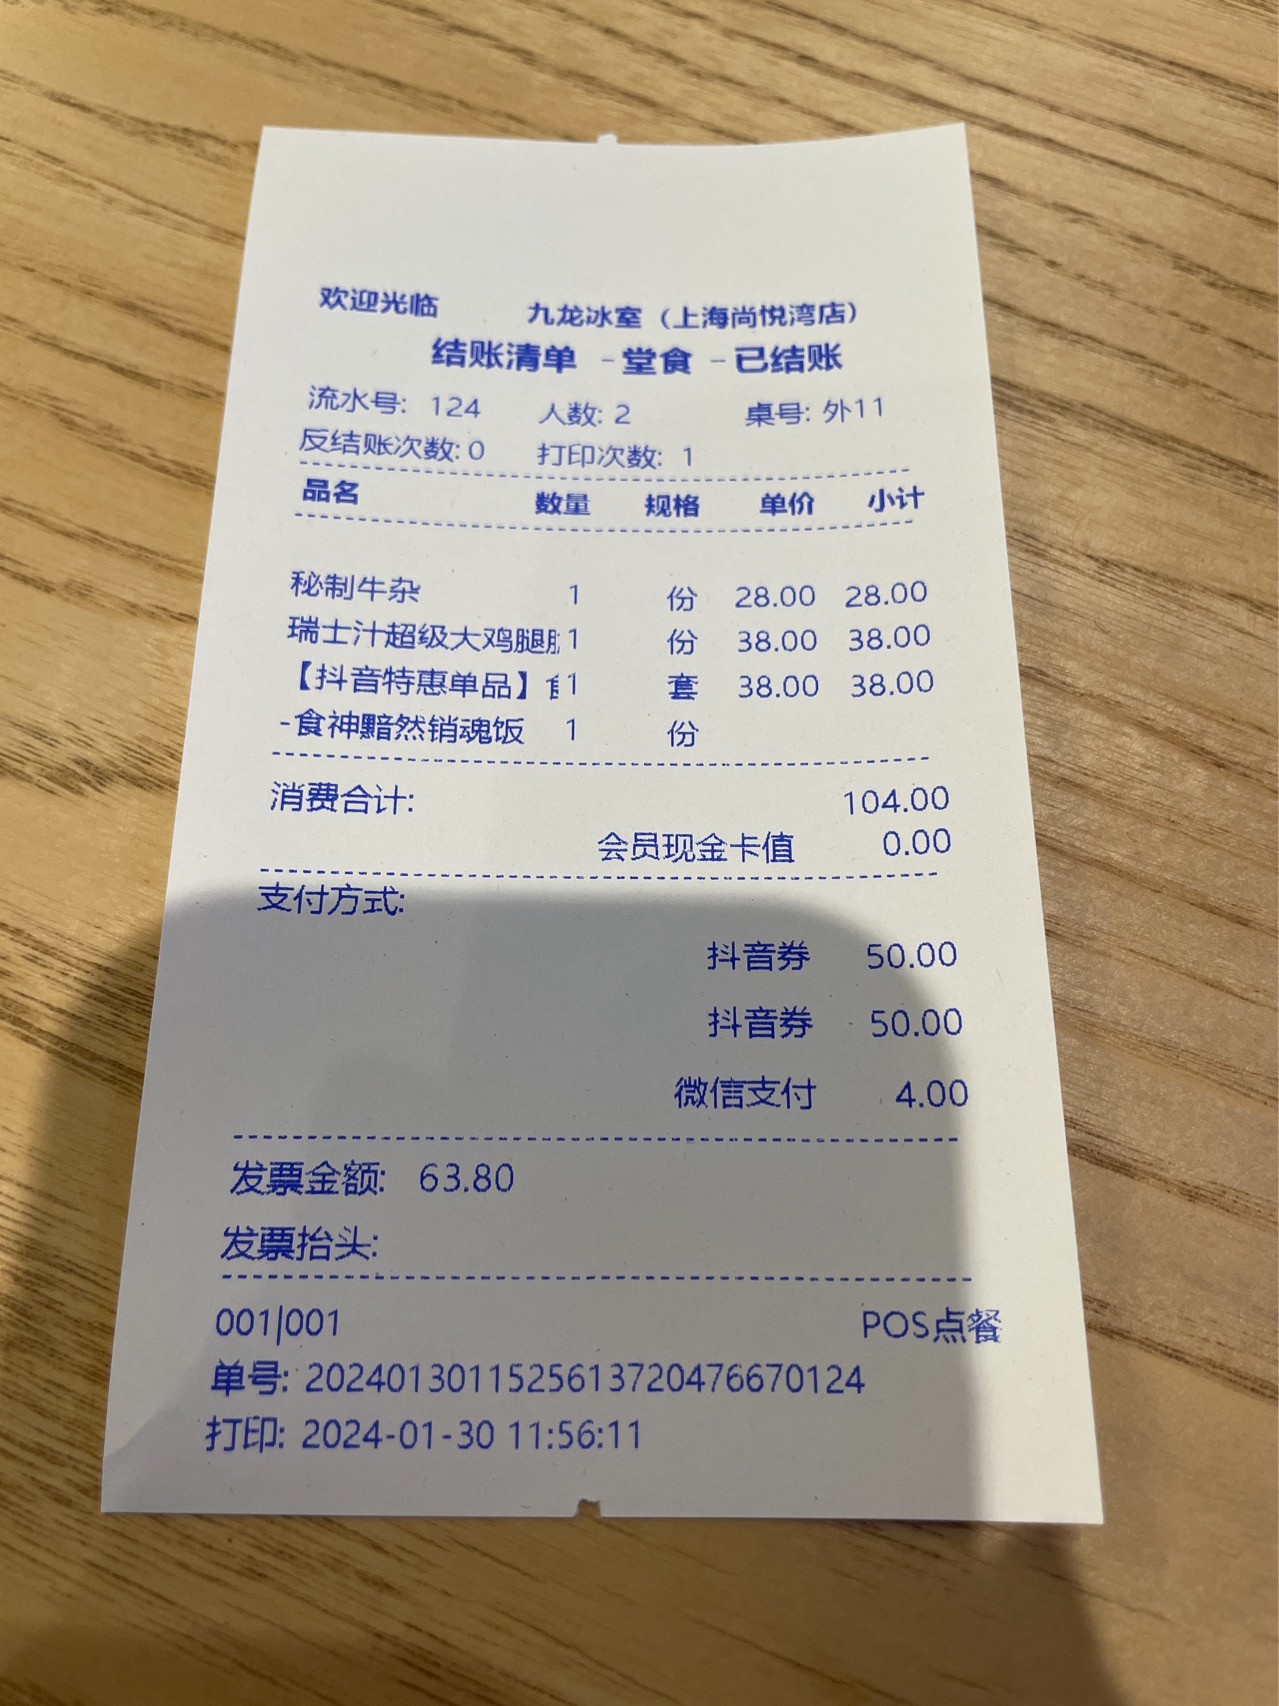 欢迎光临 九龙冰室（上海尚悦湾店）
结账清单 -堂食 -已结账
流水号: 124 人数: 2 桌号: 外11
反结账次数: 0 打印次数: 1
品名 数量 规格 单价 小计
秘制牛杂 1 份 28.00 28.00
瑞士汁超级大鸡腿 1 份 38.00 38.00
【抖音特惠单品】 1 套 38.00 38.00
-食神黯然销魂饭 1 份
消费合计: 104.00
会员现金卡值 0.00
支付方式:
抖音券 50.00
抖音券 50.00
微信支付 4.00
发票金额: 63.80
发票抬头:
001|001 POS点餐
单号: 20240130115256137204766​70124
打印: 2024-01-30 11:56:11